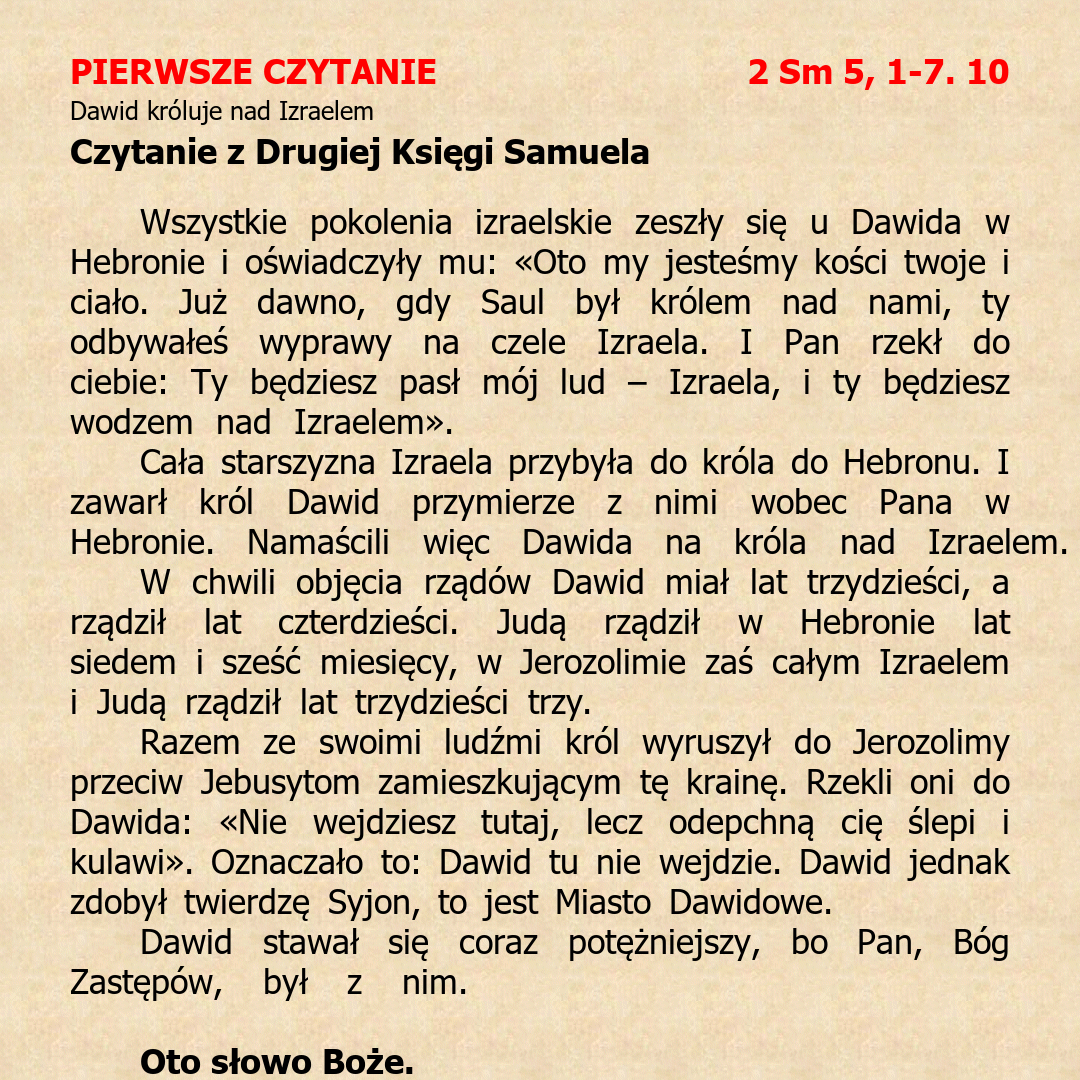 PIERWSZE CZYTANIE 2 Sm 5, 1-7. 10
Dawid króluje nad Izraelem
Czytanie z Drugiej Księgi Samuela
Wszystkie pokolenia izraelskie zeszły się u Dawida w
Hebronie i oświadczyły mu: «Oto my jesteśmy kości twoje i
ciało. Już dawno, gdy Saul był królem nad nami, ty
odbywałeś wyprawy na czele Izraela. I Pan rzekł do
ciebie: Ty będziesz pasł mój lud – Izraela, i ty będziesz
wodzem nad Izraelem».
Cała starszyzna Izraela przybyła do króla do Hebronu. I
zawarł król Dawid przymierze z nimi wobec Pana w
Hebronie. Namaścili więc Dawida na króla nad Izraelem.
W chwili objęcia rządów Dawid miał lat trzydzieści, a
rządził lat czterdzieści. Judą rządził w Hebronie lat
siedem i sześć miesięcy, w Jerozolimie zaś całym Izraelem
i Judą rządził lat trzydzieści trzy.
Razem ze swoimi ludźmi król wyruszył do Jerozolimy
przeciw Jebusytom zamieszkującym tę krainę. Rzekli oni do
Dawida: «Nie wejdziesz tutaj, lecz odepchną cię ślepi i
kulawi». Oznaczało to: Dawid tu nie wejdzie. Dawid jednak
zdobył twierdzę Syjon, to jest Miasto Dawidowe.
Dawid stawał się coraz potężniejszy, bo Pan, Bóg
Zastępów, był z nim.
Oto słowo Boże.